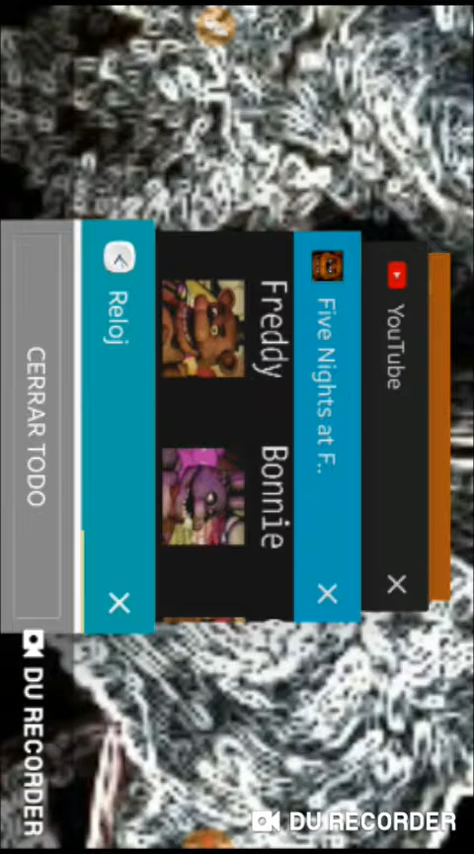 YouTube
Five Nights at F..
Freddy
Bonnie
Reloj
CERRAR TODO
DU RECORDER
DU RECORDER